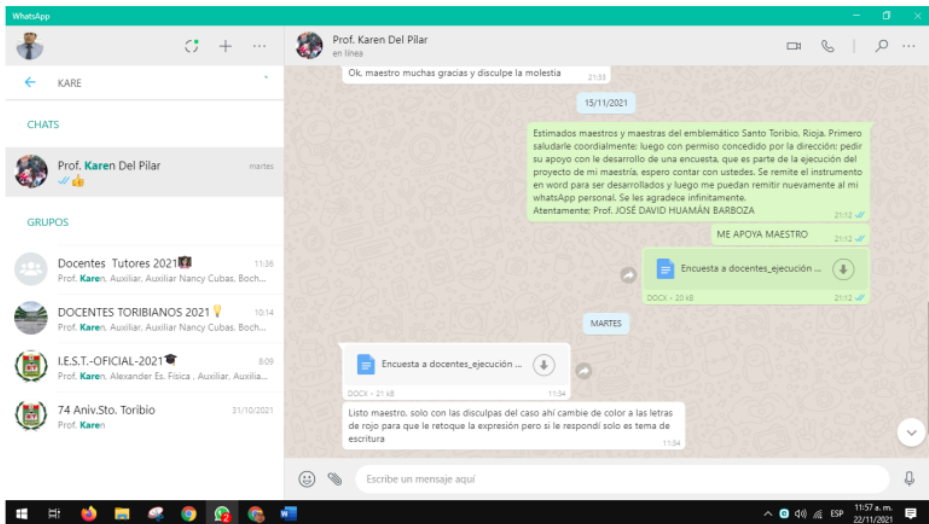 WhatsApp
KARE
CHATS
Prof. Karen Del Pilar
martes
GRUPOS
Docentes Tutores 2021
11:36
Prof. Karen, Auxiliar, Auxiliar Nancy Cubas, Boch...
DOCENTES TORIBIANOS 2021
10:14
Prof. Karen, Auxiliar, Auxiliar Nancy Cubas, Boch...
I.E.S.T.-OFICIAL-2021
8:09
Prof. Karen, Alexander Es. Física , Auxiliar, Auxilia...
74 Aniv.Sto. Toribio
31/10/2021
Prof. Karen
Prof. Karen Del Pilar
en línea
Ok, maestro muchas gracias y disculpe la molestia
21:33
15/11/2021
Estimados maestros y maestras del emblemático Santo Toribio, Rioja. Primero
saludarle coordialmente; luego con permiso concedido por la dirección; pedir
su apoyo con le desarrollo de una encuesta, que es parte de la ejecución del
proyecto de mi maestría, espero contar con ustedes. Se remite el instrumento
en word para ser desarrollados y luego me puedan remitir nuevamente al mi
whatsApp personal. Se les agradece infinitamente.
Atentamente; Prof. JOSÉ DAVID HUAMÁN BARBOZA
21:12
ME APOYA MAESTRO
21:12
Encuesta a docentes_ejecución ...
DOCX • 20 kB
21:12
MARTES
Encuesta a docentes_ejecución ...
DOCX • 21 kB
11:34
Listo maestro, solo con las disculpas del caso ahí cambie de color a las letras
de rojo para que le retoque la expresión pero si le respondí solo es tema de
escritura
11:34
Escribe un mensaje aquí
ESP
11:57 a. m.
22/11/2021